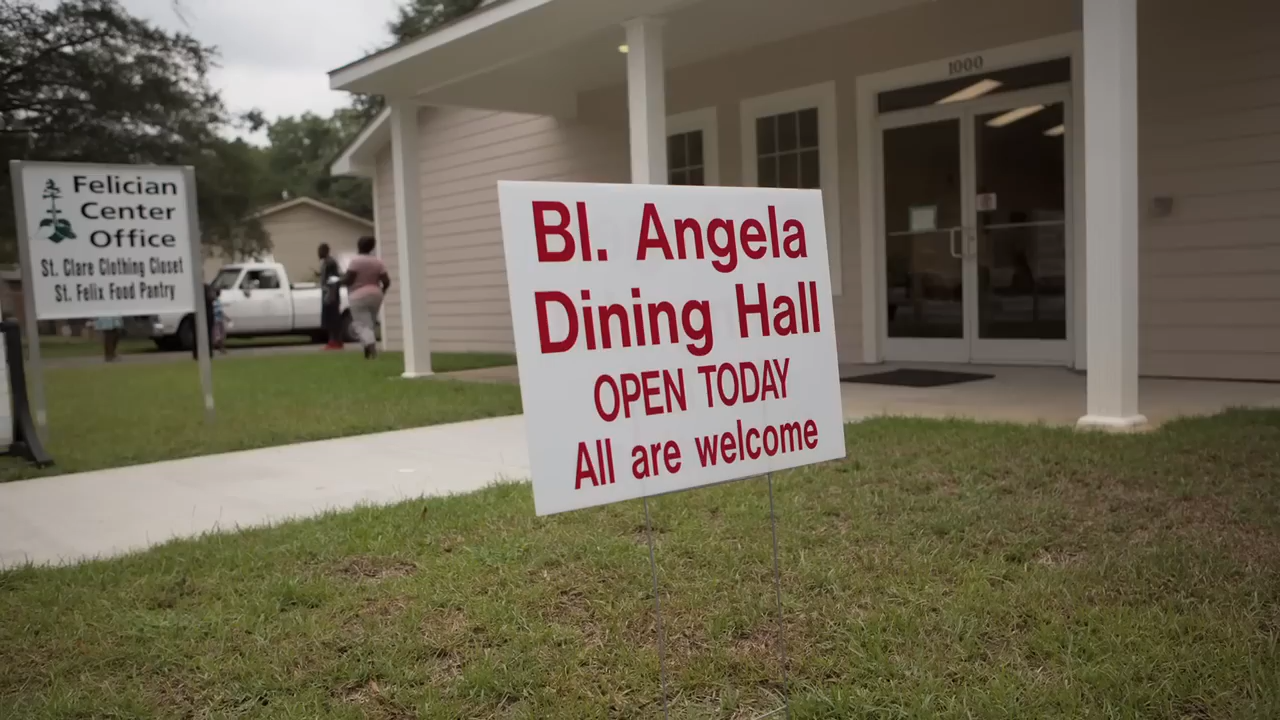 Felician
Center
Office
St. Clare Clothing Closet
St. Felix Food Pantry
Bl. Angela
Dining Hall
OPEN TODAY
All are welcome
1000